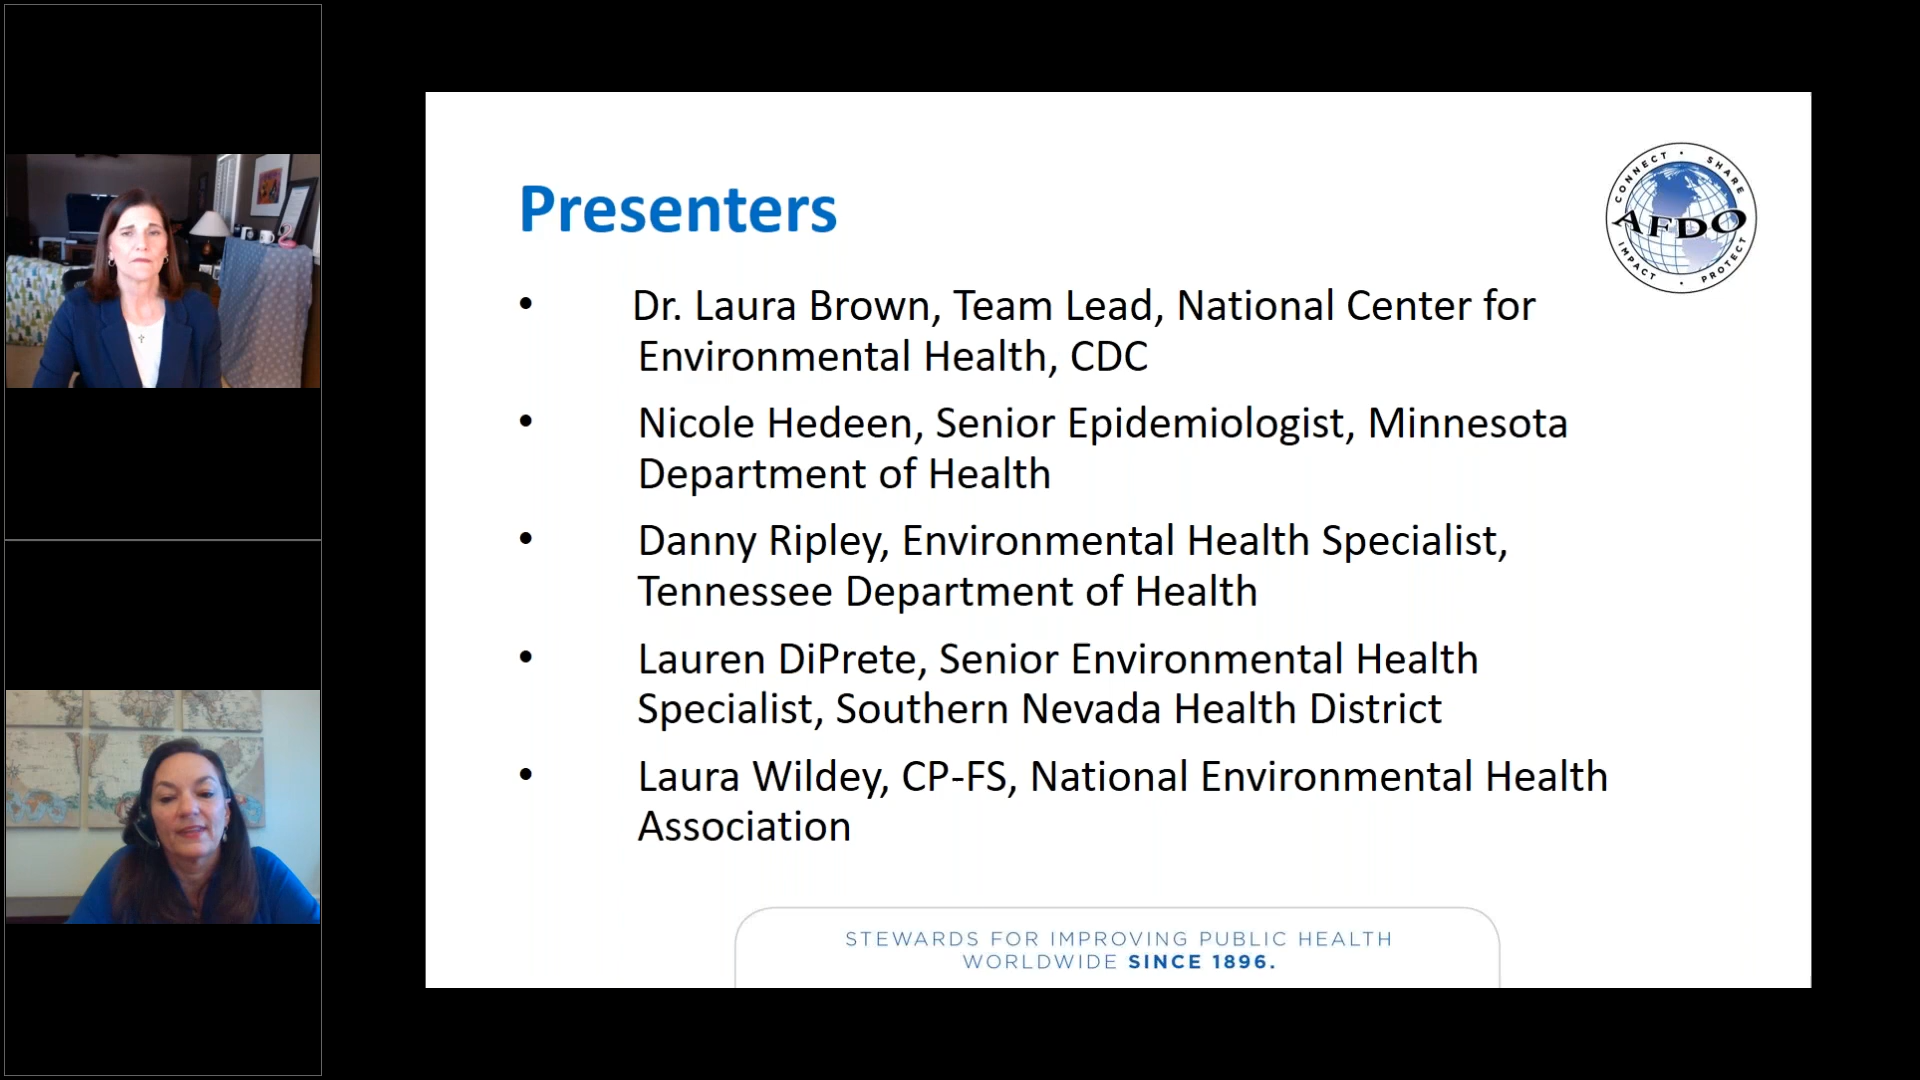 Presenters
CONNECT • SHARE
AFDO
IMPACT • PROTECT
• Dr. Laura Brown, Team Lead, National Center for
Environmental Health, CDC
• Nicole Hedeen, Senior Epidemiologist, Minnesota
Department of Health
• Danny Ripley, Environmental Health Specialist,
Tennessee Department of Health
• Lauren DiPrete, Senior Environmental Health
Specialist, Southern Nevada Health District
• Laura Wildey, CP-FS, National Environmental Health
Association
STEWARDS FOR IMPROVING PUBLIC HEALTH
WORLDWIDE SINCE 1896.